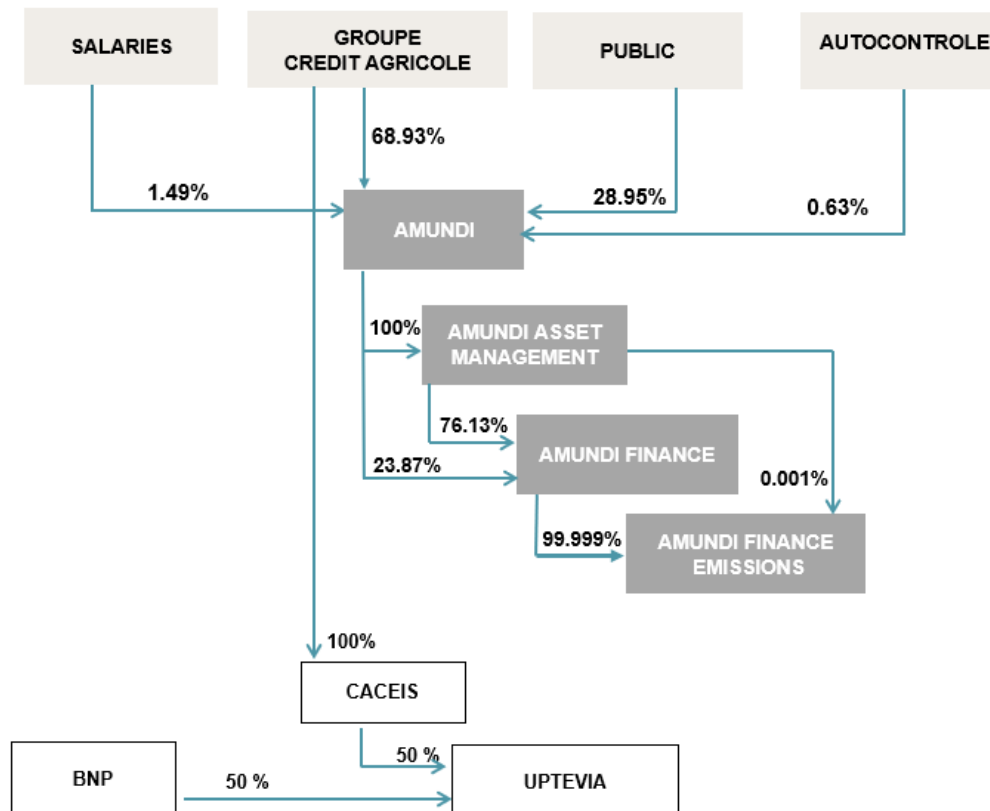 SALARIES
GROUPE
CREDIT AGRICOLE
PUBLIC
AUTOCONTROLE
68.93%
1.49%
28.95%
0.63%
AMUNDI
100%
AMUNDI ASSET
MANAGEMENT
76.13%
23.87%
AMUNDI FINANCE
0.001%
99.999%
AMUNDI FINANCE
EMISSIONS
100%
CACEIS
50 %
BNP
50 %
UPTEVIA